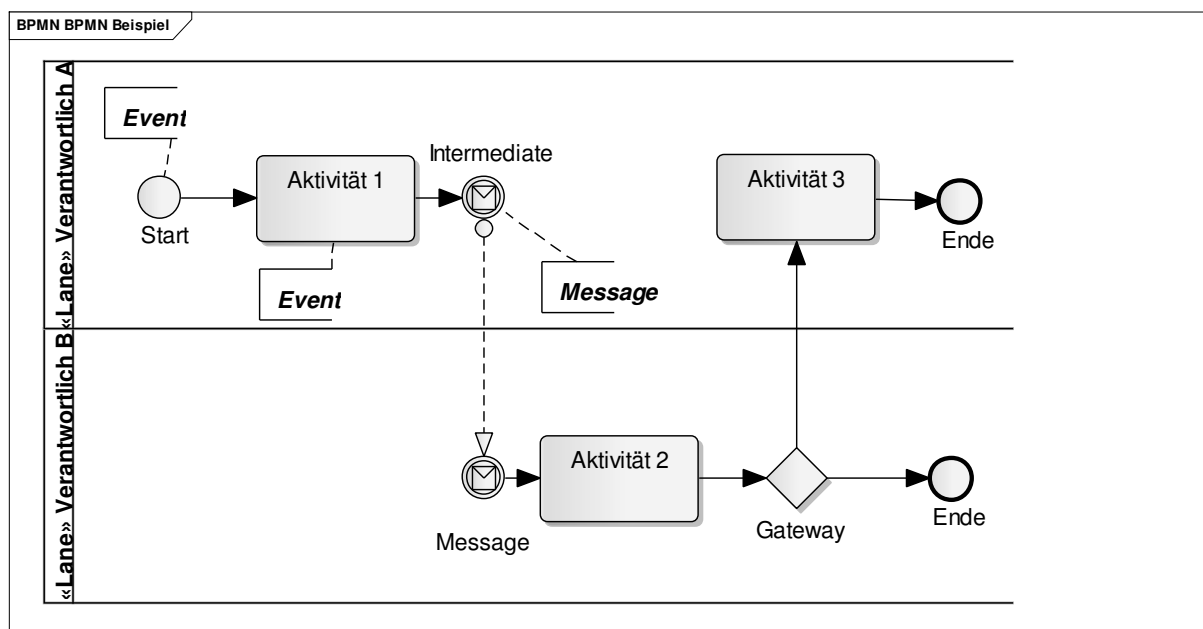 BPMN BPMN Beispiel
«Lane» Verantwortlich A
Event
Start
Aktivität 1
Event
Intermediate
Message
Aktivität 3
Ende
«Lane» Verantwortlich B
Message
Aktivität 2
Gateway
Ende